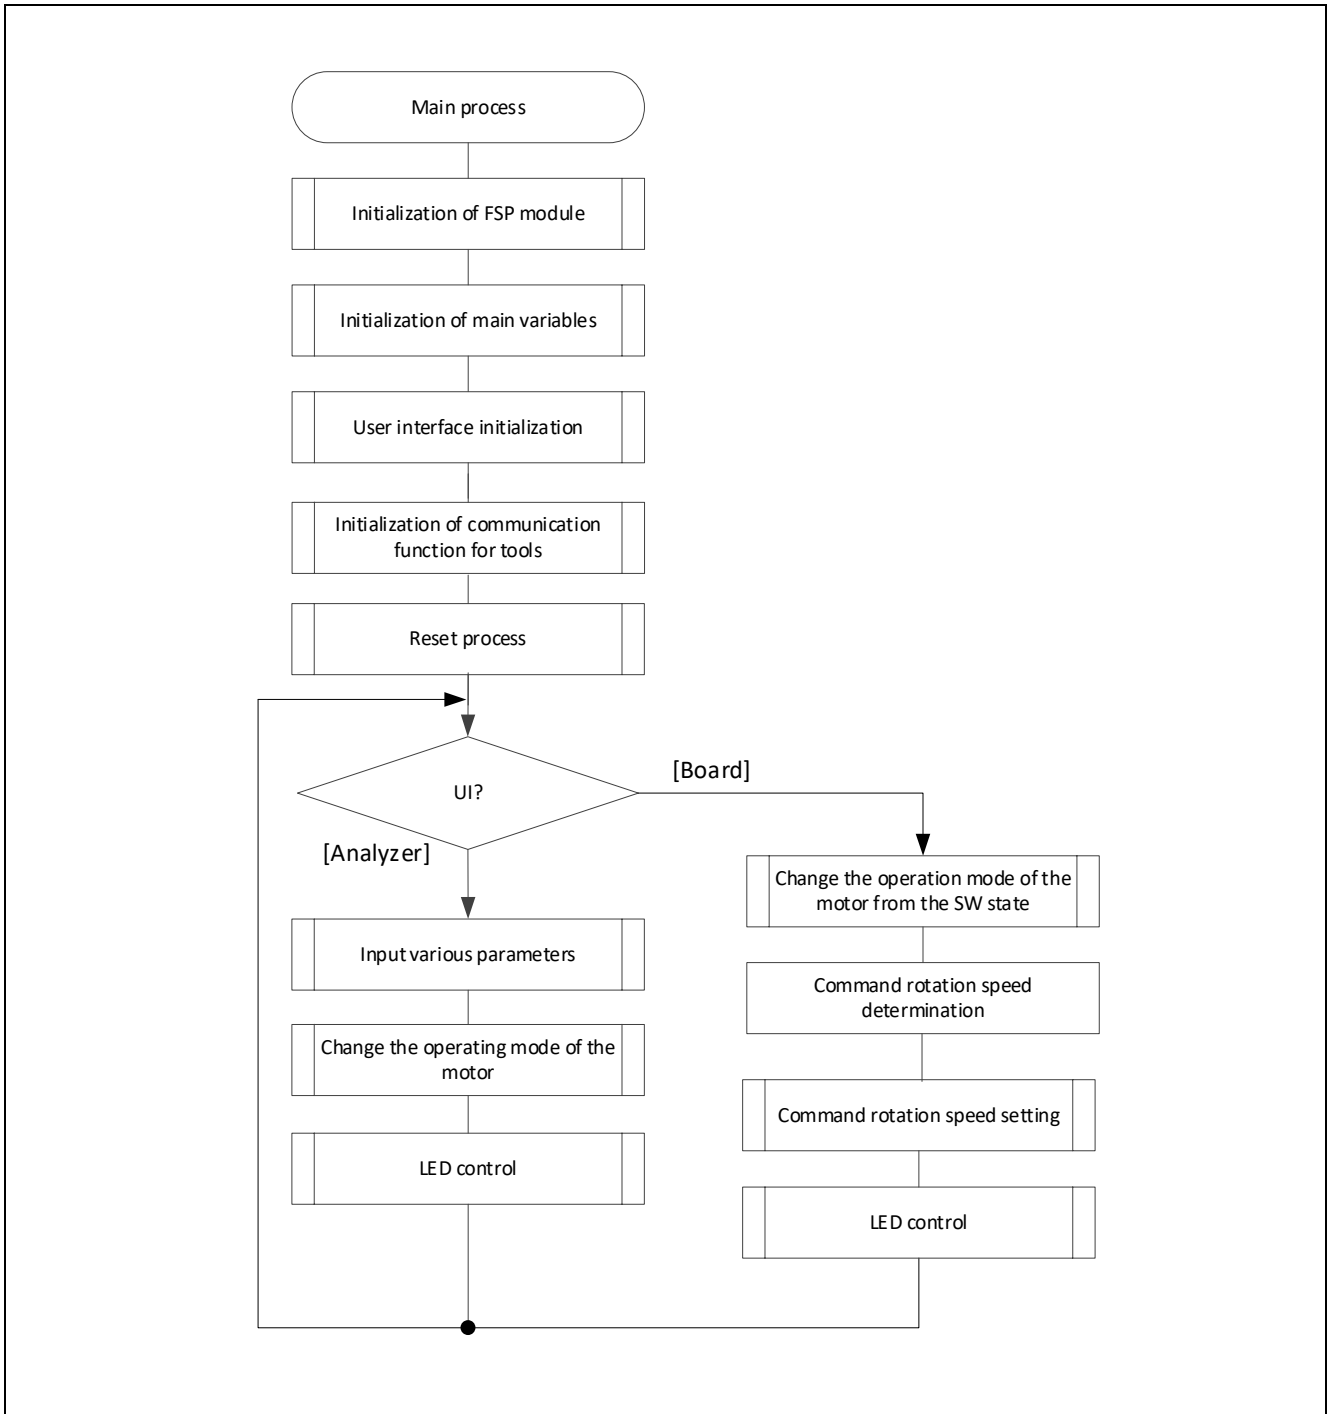 Main process
Initialization of FSP module
Initialization of main variables
User interface initialization
Initialization of communication
function for tools
Reset process
UI?
[Board]
[Analyzer]
Input various parameters
Change the operating mode of the
motor
LED control
Change the operation mode of the
motor from the SW state
Command rotation speed
determination
Command rotation speed setting
LED control